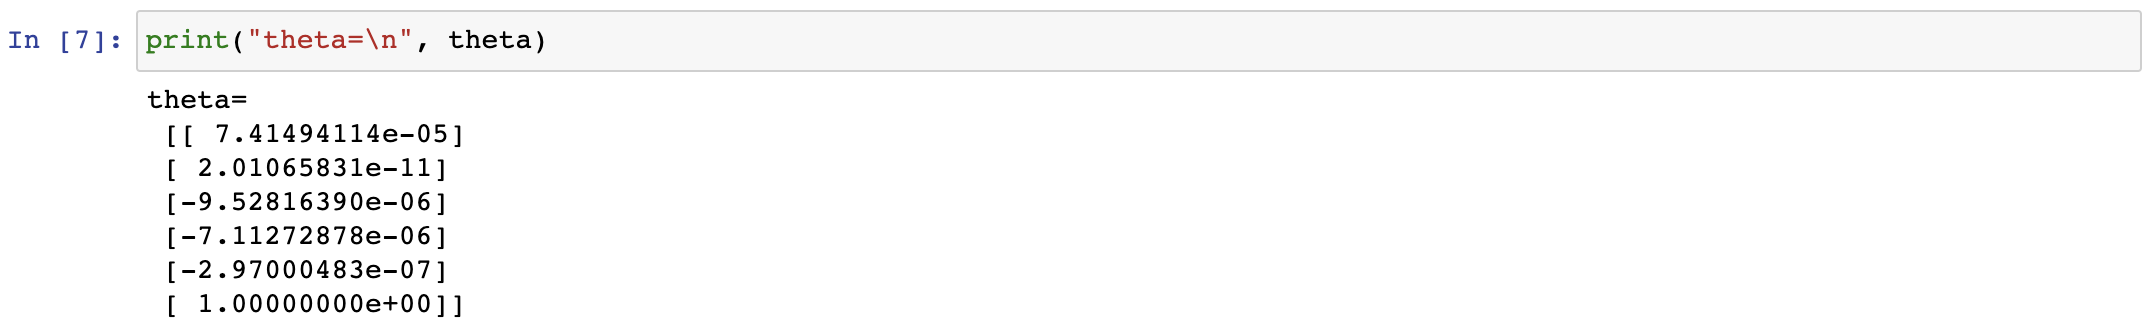 In [7]: print("theta=\n", theta)
theta=
[[ 7.41494114e-05]
[ 2.01065831e-11]
[-9.52816390e-06]
[-7.11272878e-06]
[-2.97000483e-07]
[ 1.00000000e+00]]